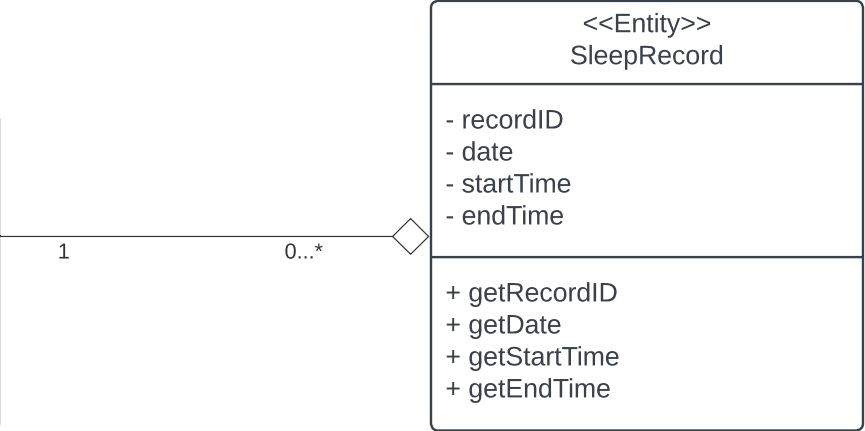 <<Entity>>
SleepRecord
- recordID
- date
- startTime
- endTime
1
0...*
+ getRecordID
+ getDate
+ getStartTime
+ getEndTime